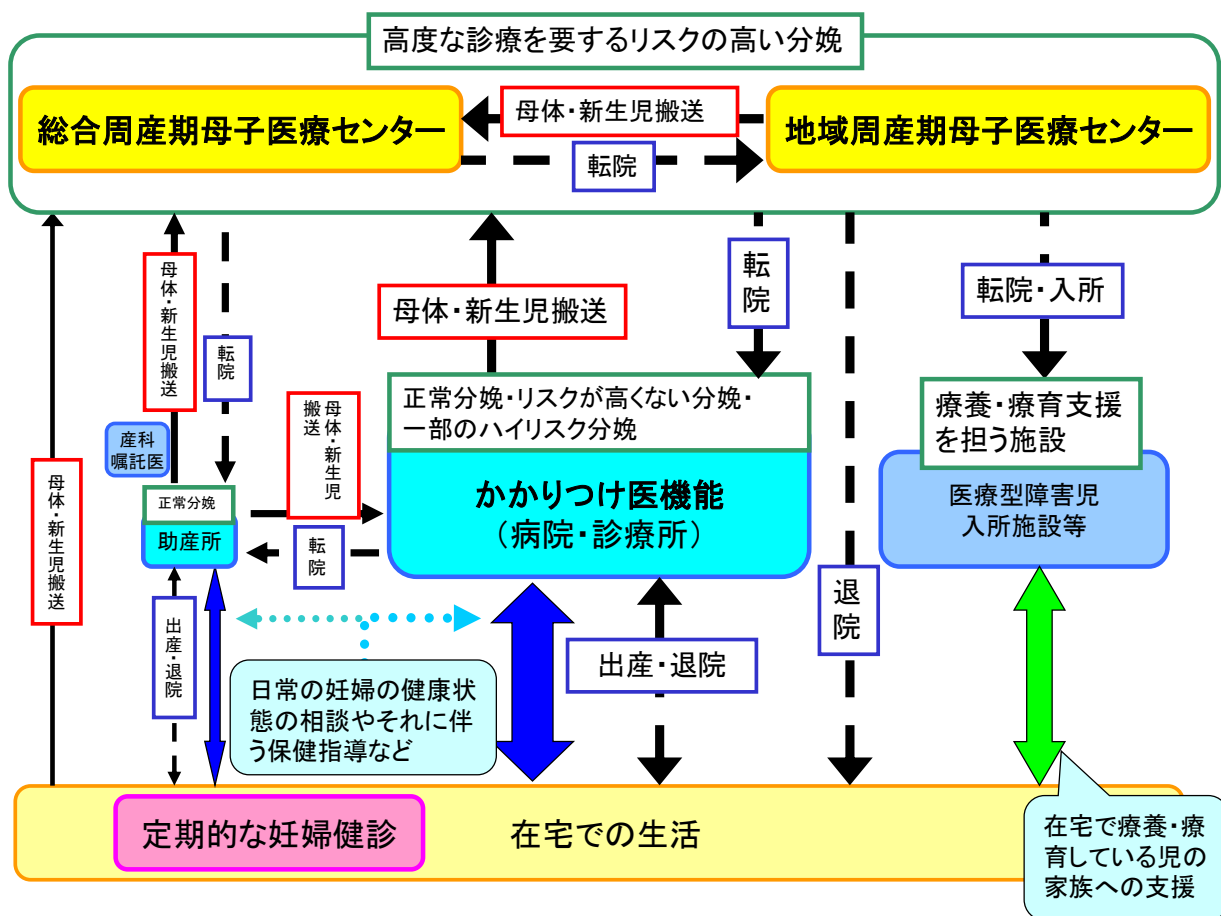 高度な診療を要するリスクの高い分娩
総合周産期母子医療センター
母体・新生児搬送
転院
地域周産期母子医療センター
母体・新生児搬送
母体・新生児搬送
転院
産科
嘱託医
正常分娩
助産所
母体・新生児
搬送
転院
母体・新生児搬送
転院
正常分娩・リスクが高くない分娩・
一部のハイリスク分娩
かかりつけ医機能
（病院・診療所）
退院
転院・入所
療養・療育支援
を担う施設
医療型障害児
入所施設等
出産・退院
日常の妊婦の健康状
態の相談やそれに伴
う保健指導など
出産・退院
定期的な妊婦健診
在宅での生活
在宅で療養・療
育している児の
家族への支援